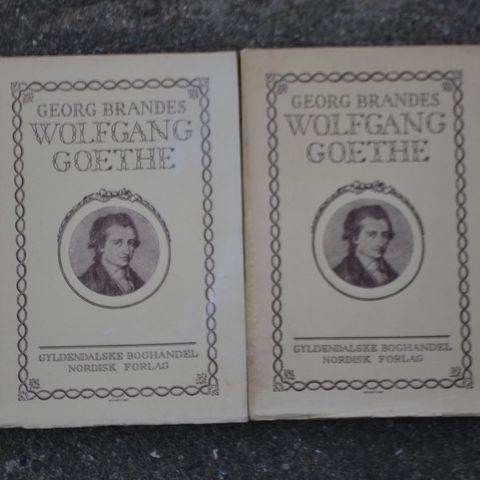 GEORG BRANDES
WOLFGANG
GOETHE
GYLDENDALSKE BOGHANDEL
NORDISK FORLAG
GEORG BRANDES
WOLFGANG
GOETHE
GYLDENDALSKE BOGHANDEL
NORDISK FORLAG